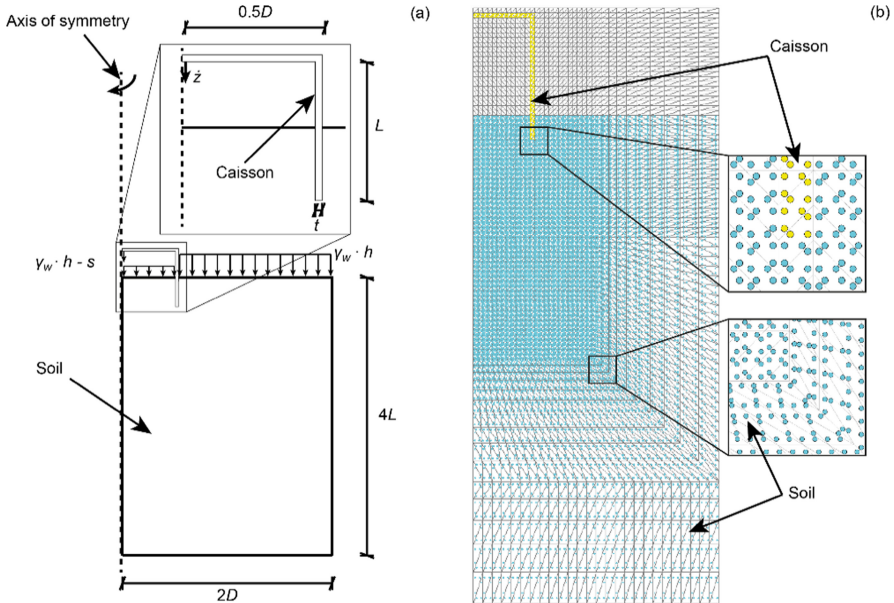 (a)
Axis of symmetry
0.5D
ż
L
Caisson
t
γw · h - s
γw · h
Soil
4L
2D
(b)
Caisson
Soil